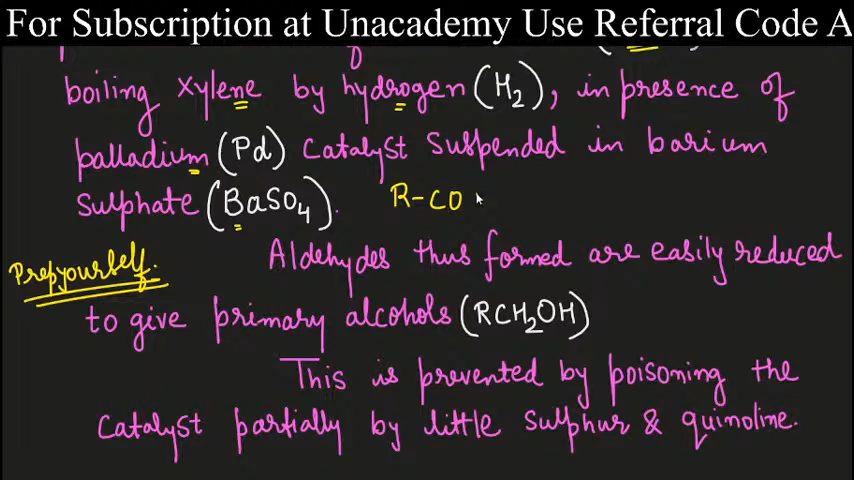 For Subscription at Unacademy Use Referral Code A
boiling xylene by hydrogen (H2), in presence of
palladium (Pd) catalyst suspended in barium
sulphate (BaSO4). R-CO
Prepyourself.
Aldehydes thus formed are easily reduced
to give primary alcohols (RCH2OH)
This is prevented by poisoning the
catalyst partially by little sulphur & quinoline.